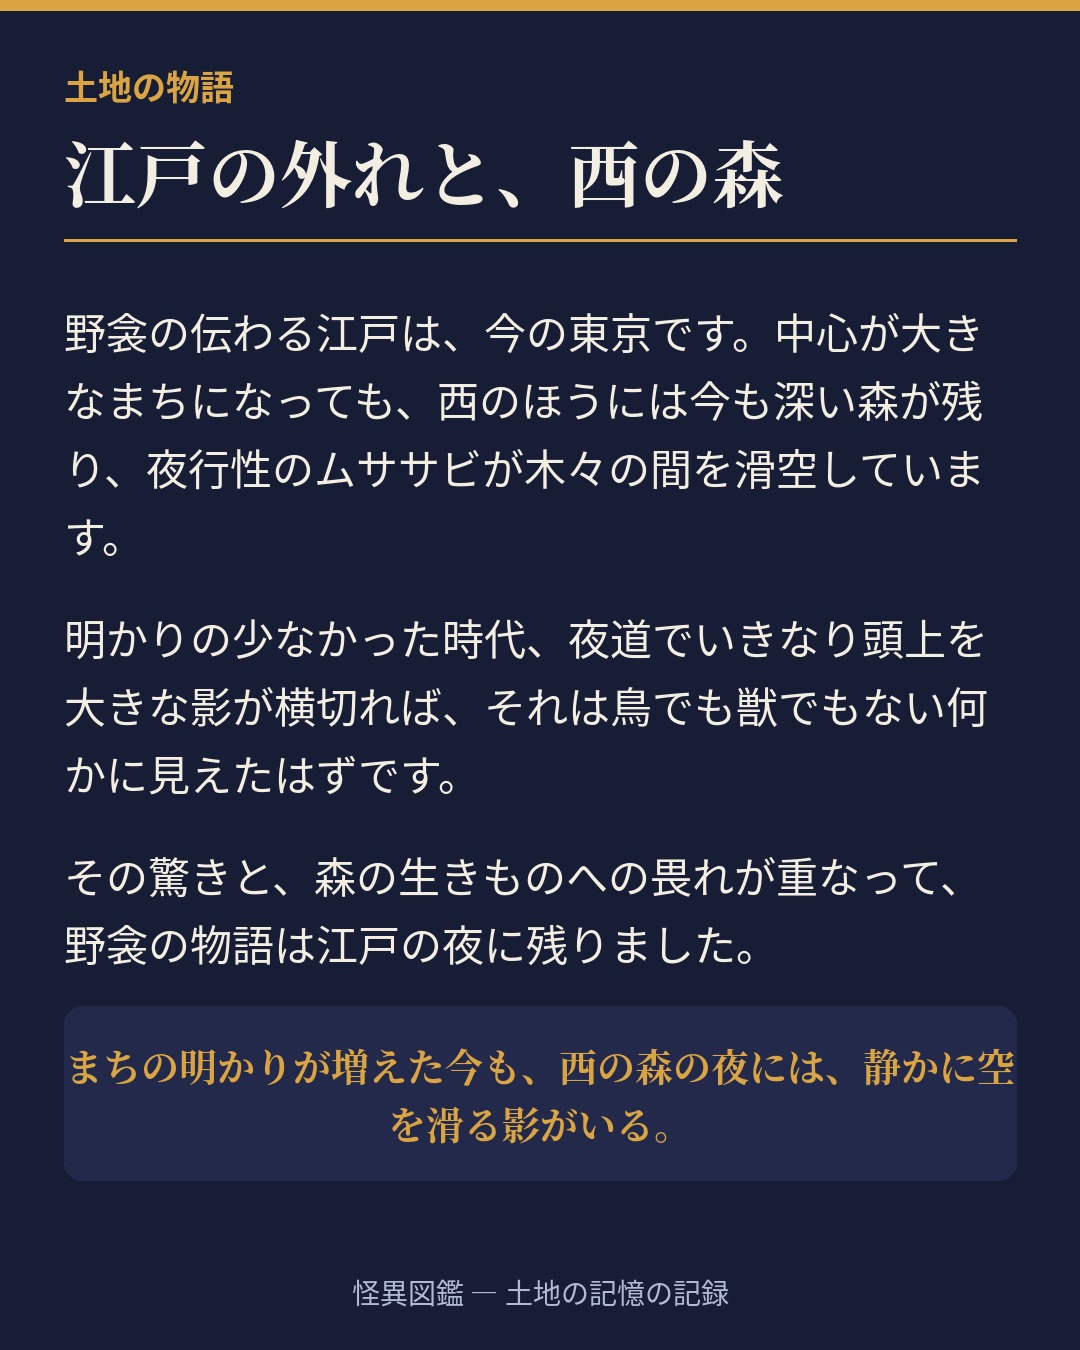 土地の物語
江戸の外れと、西の森
野衾の伝わる江戸は、今の東京です。中心が大き
なまちになっても、西のほうには今も深い森が残
り、夜行性のムササビが木々の間を滑空していま
す。
明かりの少なかった時代、夜道でいきなり頭上を
大きな影が横切れば、それは鳥でも獣でもない何
かに見えたはずです。
その驚きと、森の生きものへの畏れが重なって、
野衾の物語は江戸の夜に残りました。
まちの明かりが増えた今も、西の森の夜には、静かに空
を滑る影がいる。
怪異図鑑 — 土地の記憶の記録